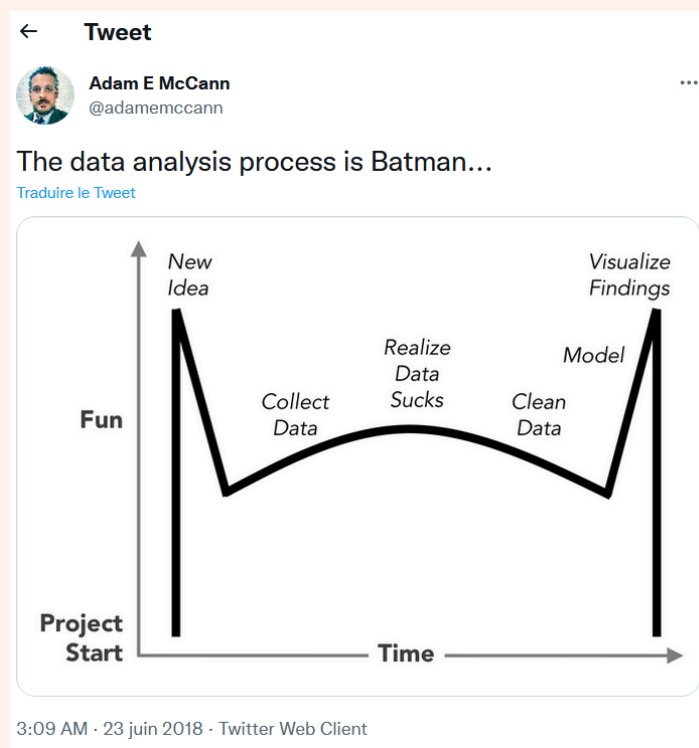 Tweet
Adam E McCann
@adamemccann
The data analysis process is Batman...
Traduire le Tweet
New
Idea
Visualize
Findings
Realize
Data
Sucks
Model
Collect
Data
Clean
Data
Fun
Project
Start
Time
3:09 AM · 23 juin 2018 · Twitter Web Client